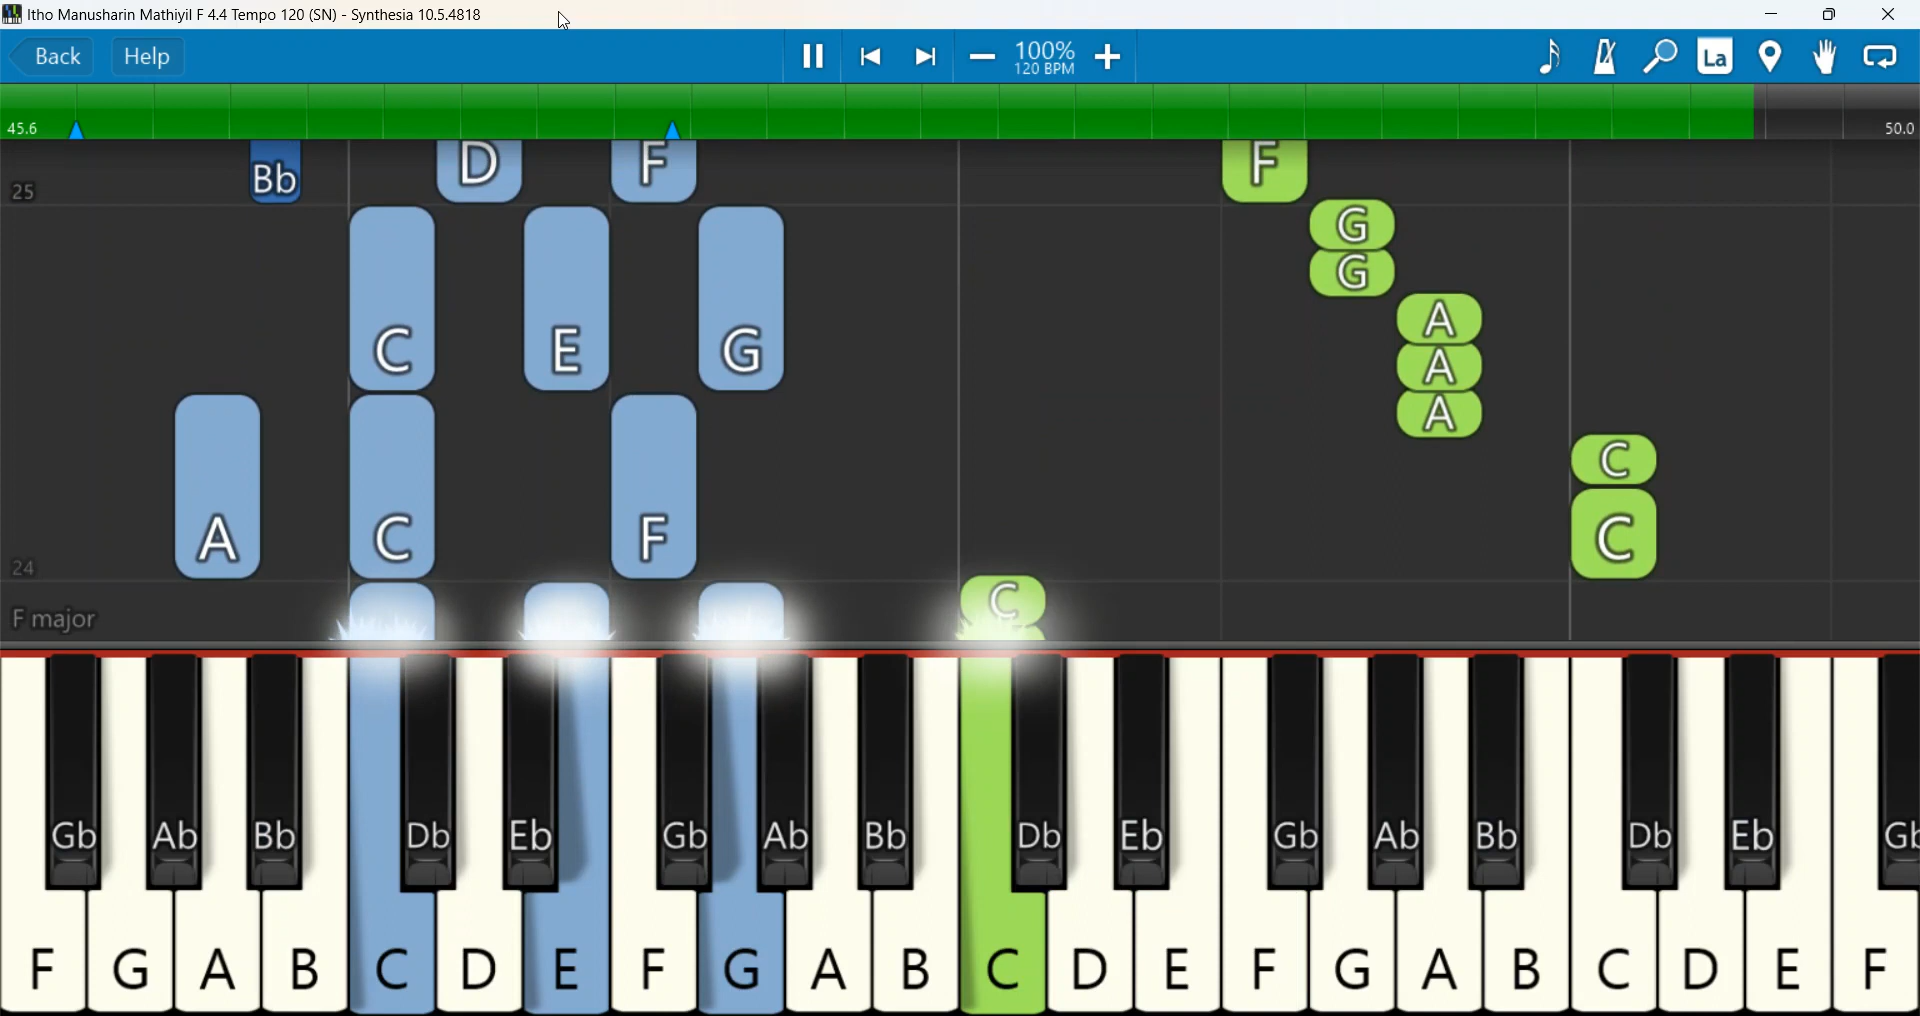 Itho Manusharin Mathiyil F 4.4 Tempo 120 (SN) - Synthesia 10.5.4818
Back Help 100% La
120 BPM
45.6 50.0
Bb D F F
25
G
G
C E G A
A
A
C
A C F C
24
C
F major
Gb Ab Bb Db Eb Gb Ab Bb Db Eb Gb Ab Bb Db Eb Gb
F G A B C D E F G A B C D E F G A B C D E F